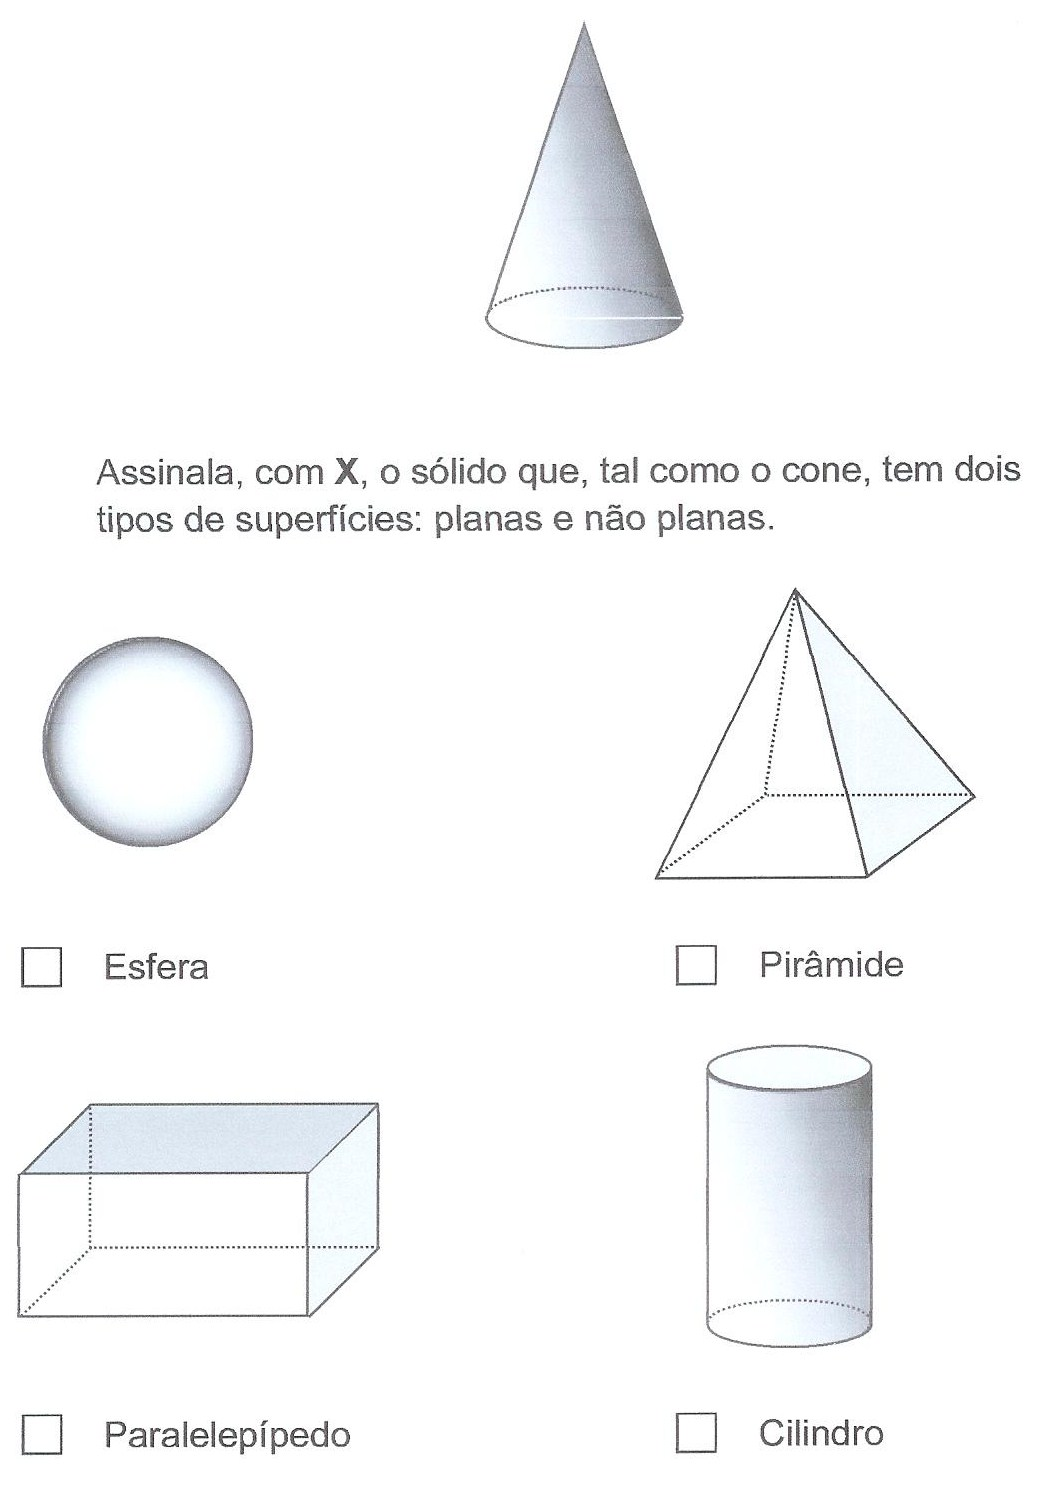 Assinala, com X, o sólido que, tal como o cone, tem dois
tipos de superfícies: planas e não planas.
Esfera
Pirâmide
Paralelepípedo
Cilindro